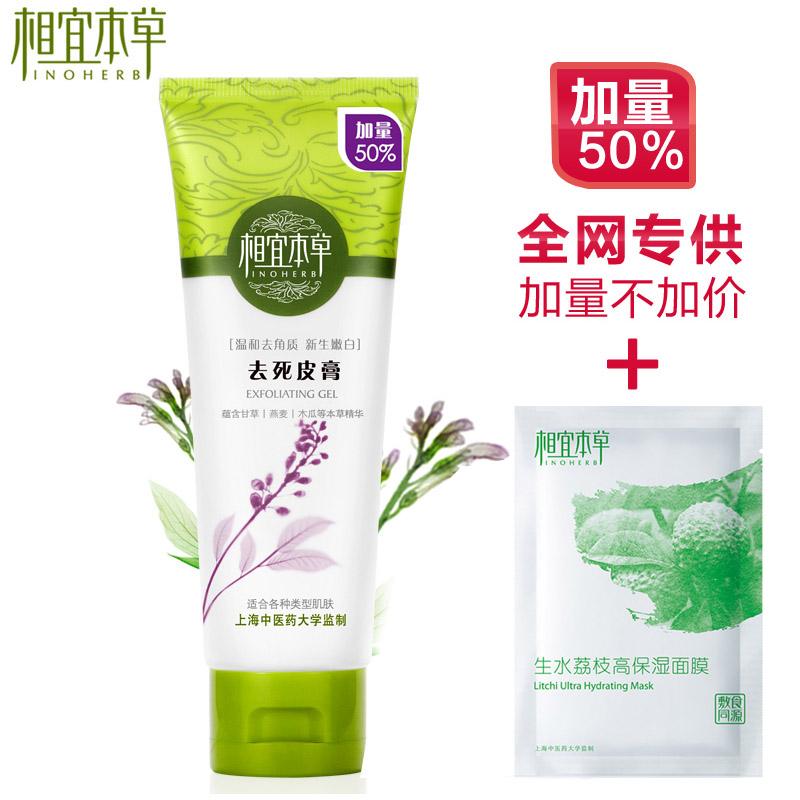 相宜本草
INOHERB
加量
50%
相宜本草
INOHERB
[温和去角质 新生嫩白]
去死皮膏
EXFOLIATING GEL
蕴含甘草|燕麦|木瓜等本草精华
适合各种类型肌肤
上海中医药大学监制
加量
50%
全网专供
加量不加价
+
相宜本草
INOHERB
生水荔枝高保湿面膜
Litchi Ultra Hydrating Mask
食源
敷同
上海中医药大学监制